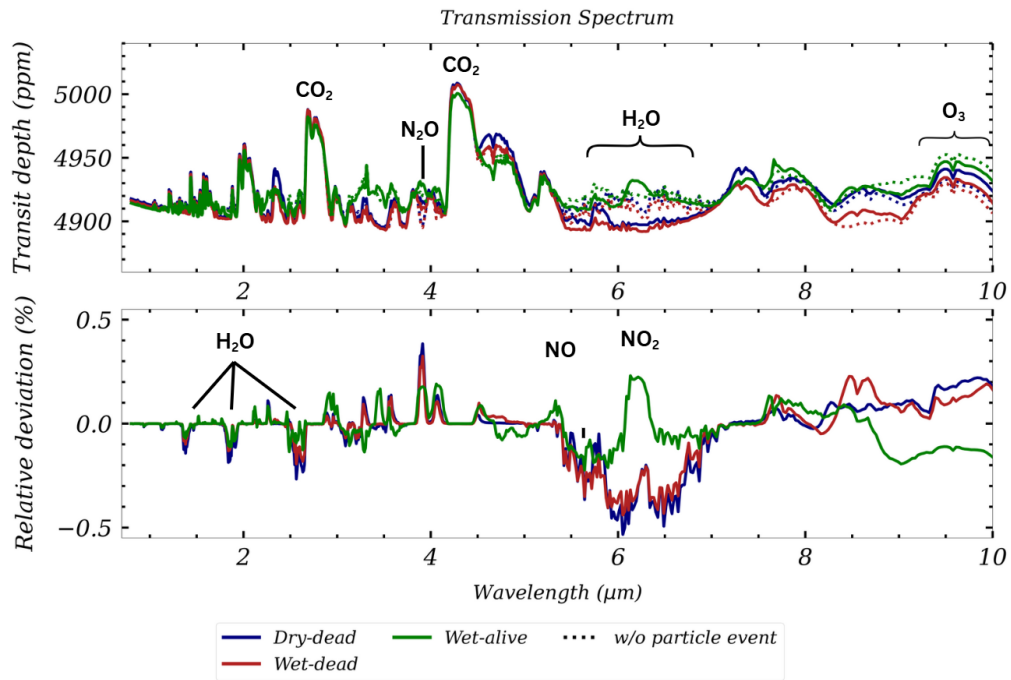 Transmission Spectrum
Transit depth (ppm)
5000
4950
4900
CO₂
N₂O
CO₂
H₂O
O₃
2 4 6 8 10
Relative deviation (%)
0.5
0.0
−0.5
H₂O
NO
NO₂
2 4 6 8 10
Wavelength (μm)
Dry-dead Wet-alive w/o particle event
Wet-dead